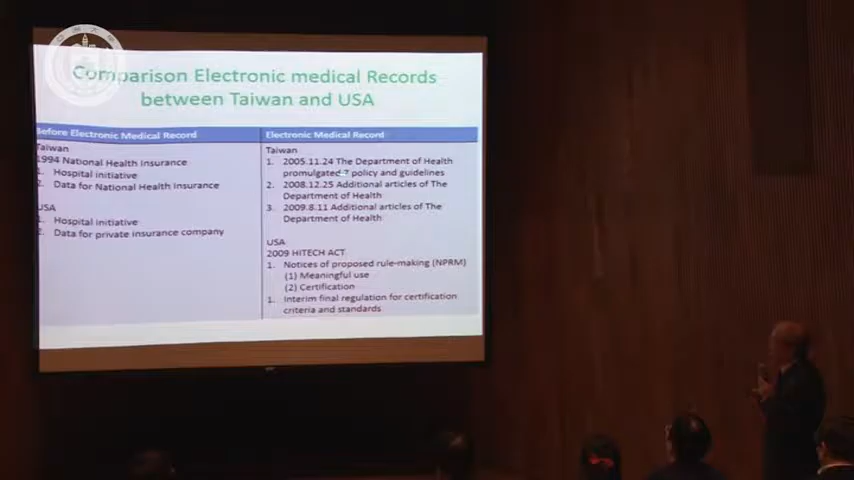 Comparison Electronic medical Records
between Taiwan and USA
Before Electronic Medical Record
Taiwan
1994 National Health Insurance
1. Hospital initiative
2. Data for National Health Insurance
USA
1. Hospital initiative
2. Data for private insurance company
Electronic Medical Record
Taiwan
1. 2005.11.24 The Department of Health
promulgated 7 policy and guidelines
2. 2008.12.25 Additional articles of The
Department of Health
3. 2009.8.11 Additional articles of The
Department of Health
USA
2009 HITECH ACT
1. Notices of proposed rule-making (NPRM)
(1) Meaningful use
(2) Certification
1. Interim final regulation for certification
criteria and standards